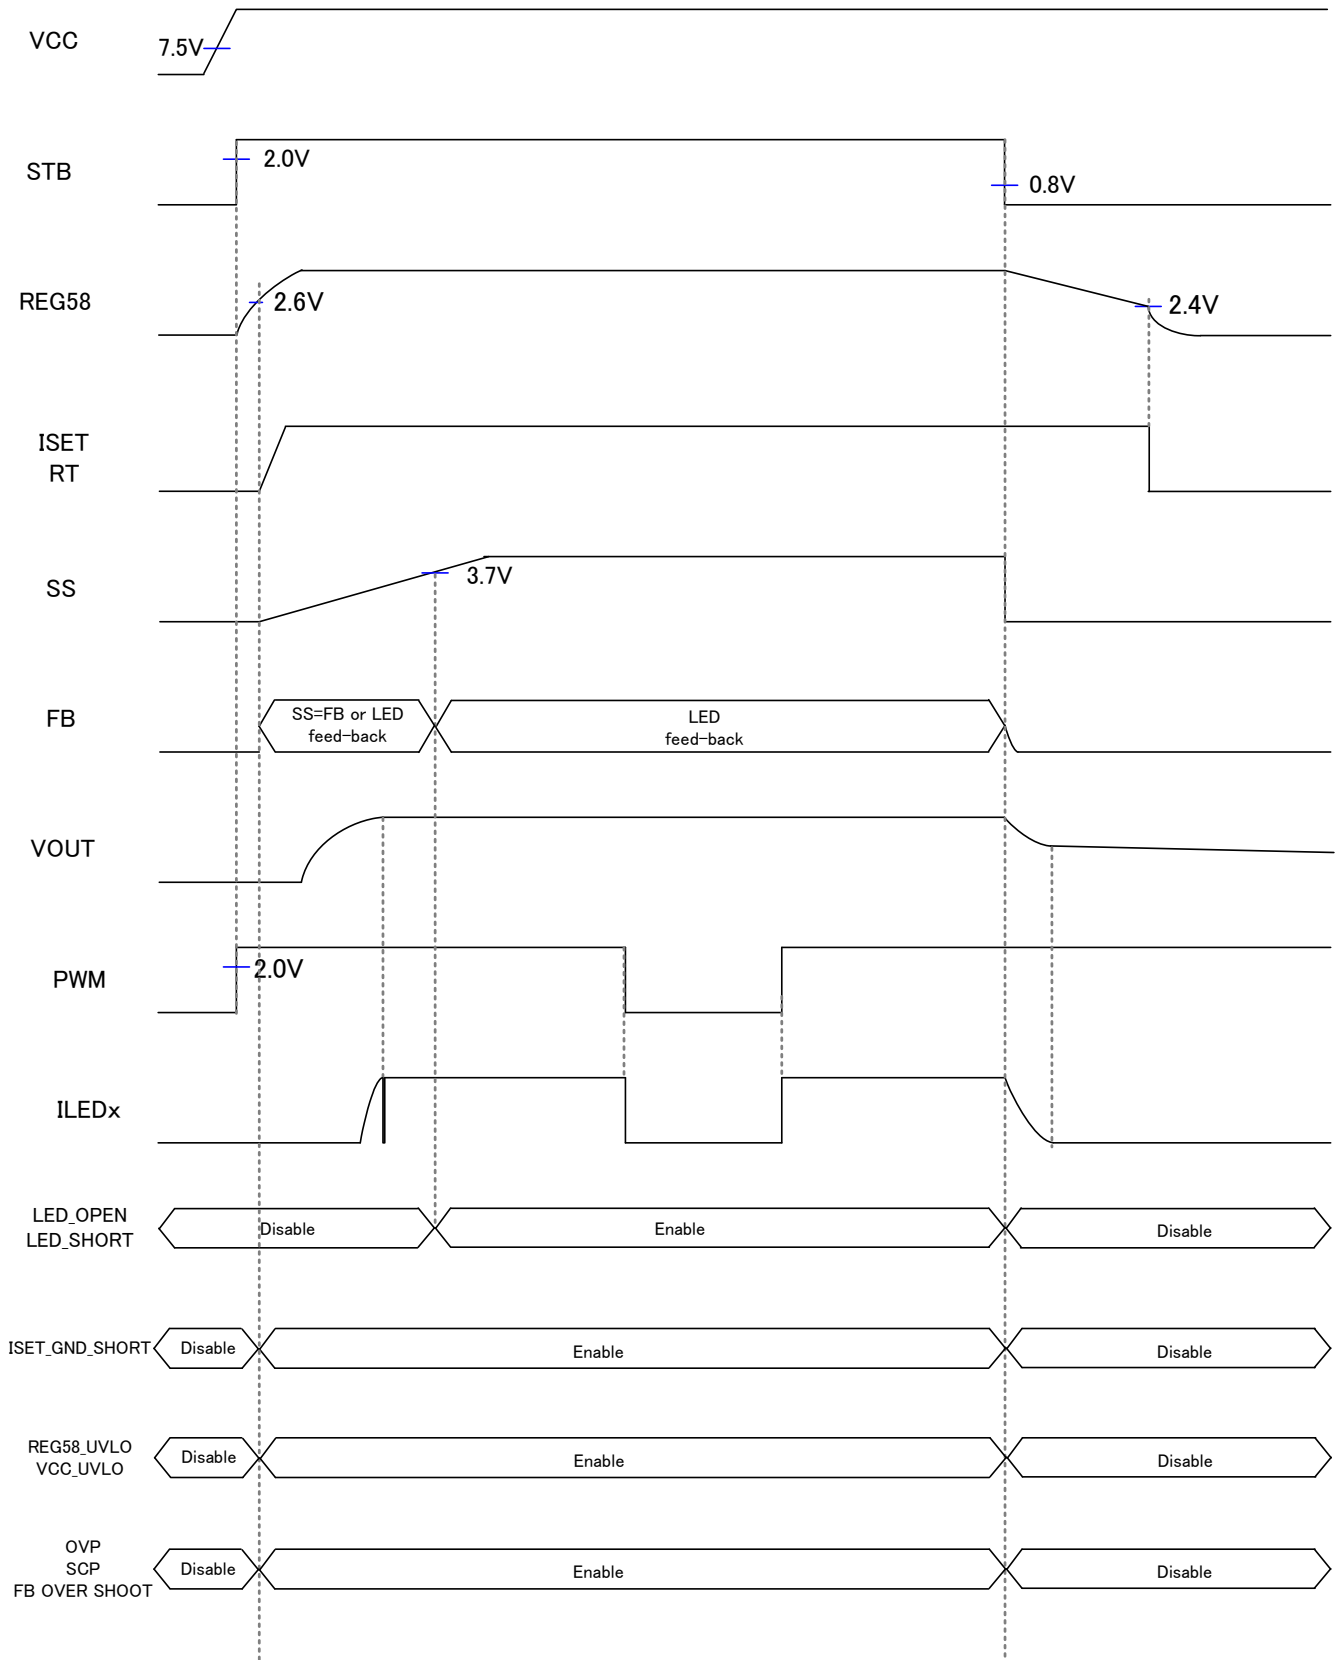 VCC
7.5V
STB
2.0V
0.8V
REG58
2.6V
2.4V
ISET
RT
SS
3.7V
FB
SS=FB or LED
feed-back
LED
feed-back
VOUT
PWM
2.0V
ILEDx
LED_OPEN
LED_SHORT
Disable
Enable
Disable
ISET_GND_SHORT
Disable
Enable
Disable
REG58_UVLO
VCC_UVLO
Disable
Enable
Disable
OVP
SCP
FB OVER SHOOT
Disable
Enable
Disable